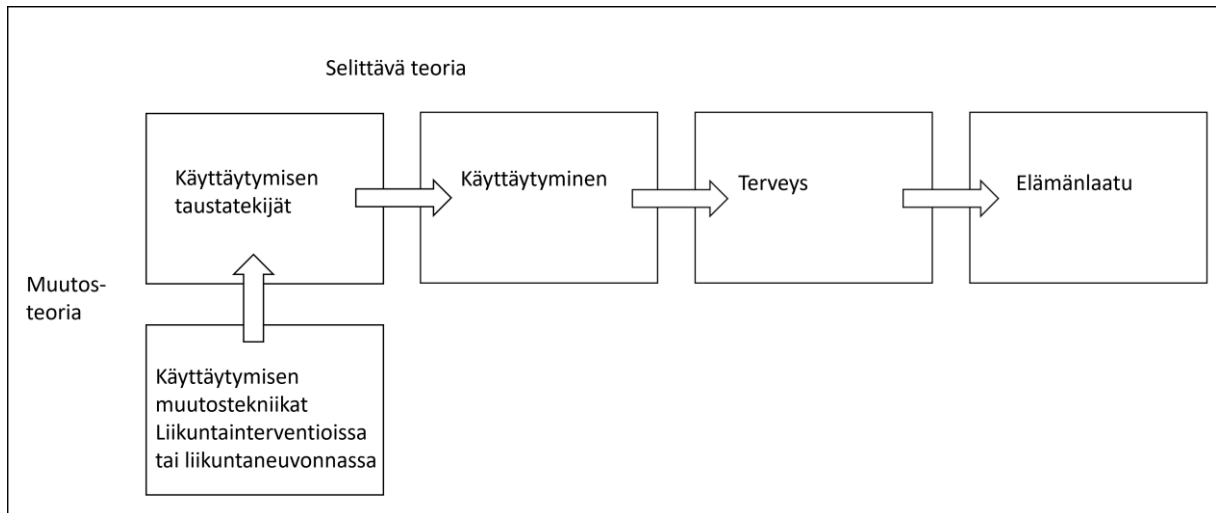 Selittävä teoria
Käyttäytymisen
taustatekijät
Käyttäytyminen
Terveys
Elämänlaatu
Muutos-
teoria
Käyttäytymisen
muutostekniikat
Liikuntainterventioissa
tai liikuntaneuvonnassa